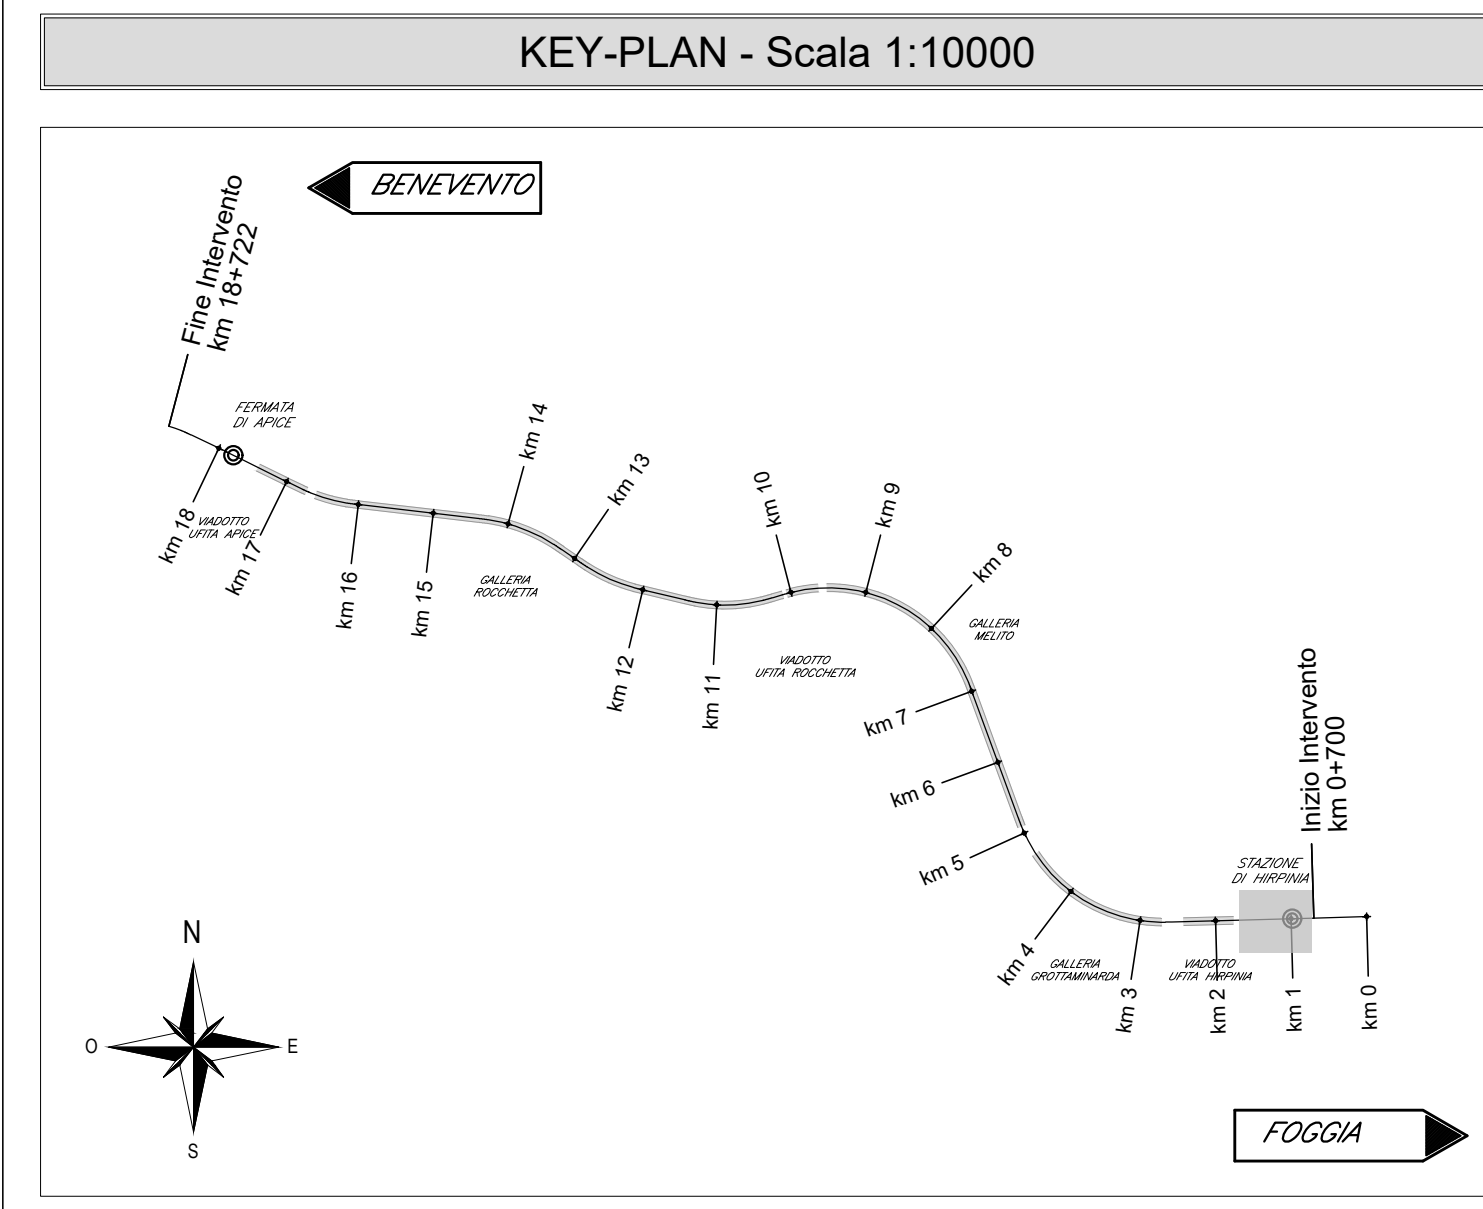 KEY-PLAN - Scala 1:10000
BENEVENTO
Fine Intervento
km 18+722
FERMATA
DI APICE
km 18
VIADOTTO
UFITA APICE
km 17
km 16
km 15
km 14
GALLERIA
ROCCHETTA
km 13
km 12
km 11
km 10
VIADOTTO
UFITA ROCCHETTA
km 9
km 8
GALLERIA
MELITO
km 7
km 6
km 5
km 4
GALLERIA
GROTTAMINARDA
km 3
VIADOTTO
UFITA HIRPINIA
km 2
STAZIONE
DI HIRPINIA
km 1
Inizio Intervento
km 0+700
km 0
N
O
E
S
FOGGIA